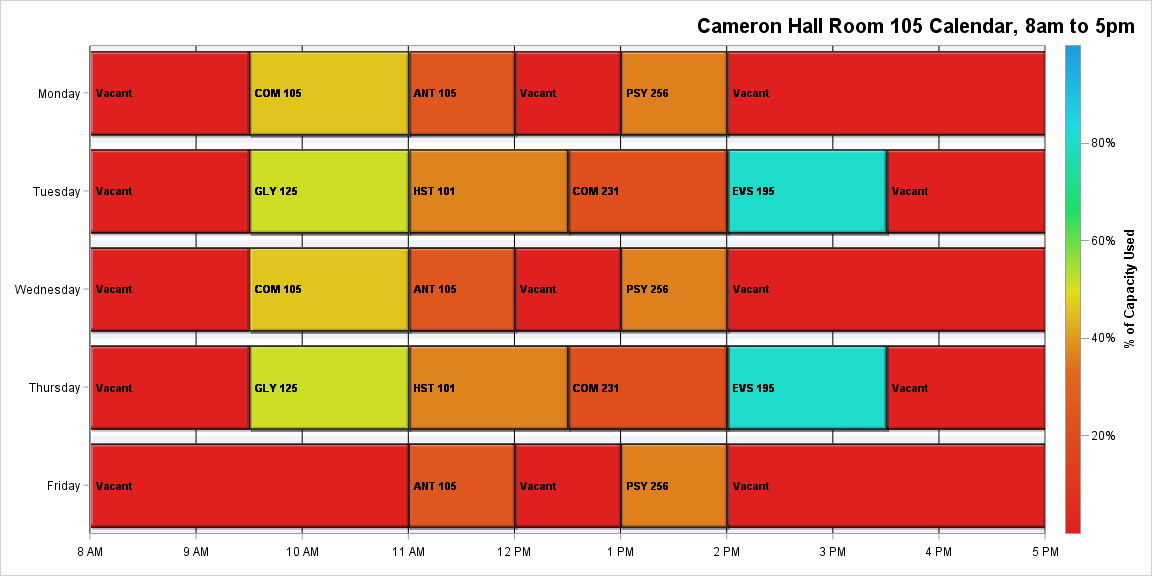 Cameron Hall Room 105 Calendar, 8am to 5pm
Monday
Vacant
COM 105
ANT 105
Vacant
PSY 256
Vacant
Tuesday
Vacant
GLY 125
HST 101
COM 231
EVS 195
Vacant
Wednesday
Vacant
COM 105
ANT 105
Vacant
PSY 256
Vacant
Thursday
Vacant
GLY 125
HST 101
COM 231
EVS 195
Vacant
Friday
Vacant
ANT 105
Vacant
PSY 256
Vacant
8 AM
9 AM
10 AM
11 AM
12 PM
1 PM
2 PM
3 PM
4 PM
5 PM
80%
60%
40%
20%
% of Capacity Used